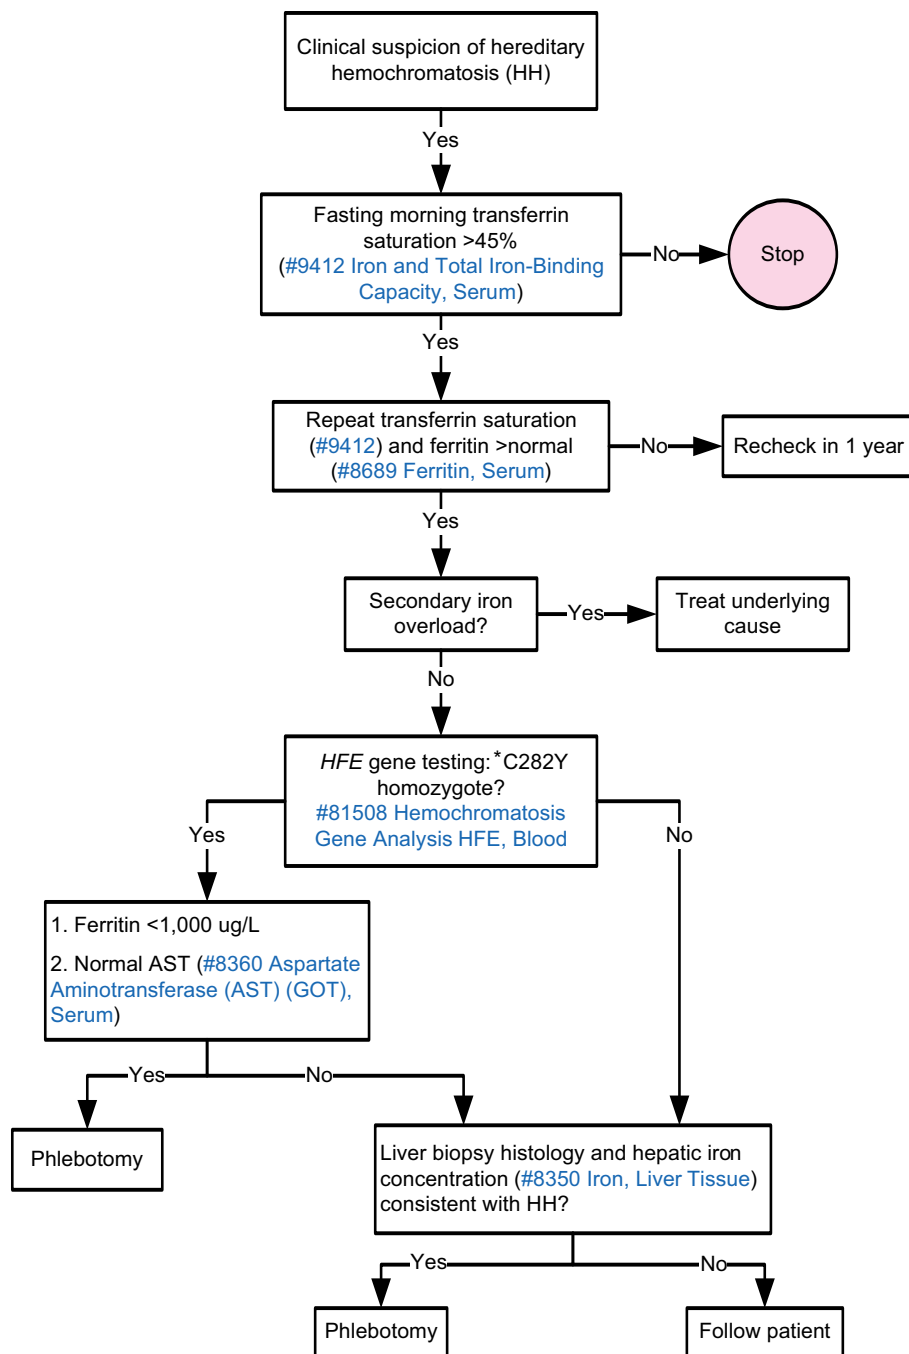 Clinical suspicion of hereditary
hemochromatosis (HH)
Yes
Fasting morning transferrin
saturation >45%
(#9412 Iron and Total Iron-Binding
Capacity, Serum)
No
Stop
Yes
Repeat transferrin saturation
(#9412) and ferritin >normal
(#8689 Ferritin, Serum)
No
Recheck in 1 year
Yes
Secondary iron
overload?
Yes
Treat underlying
cause
No
HFE gene testing: *C282Y
homozygote?
#81508 Hemochromatosis
Gene Analysis HFE, Blood
Yes
No
1. Ferritin <1,000 ug/L
2. Normal AST (#8360 Aspartate
Aminotransferase (AST) (GOT),
Serum)
Yes
No
Phlebotomy
Liver biopsy histology and hepatic iron
concentration (#8350 Iron, Liver Tissue)
consistent with HH?
Yes
No
Phlebotomy
Follow patient